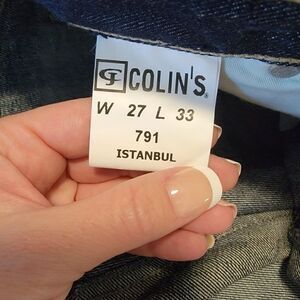 COLIN'S
W 27 L 33
791
ISTANBUL